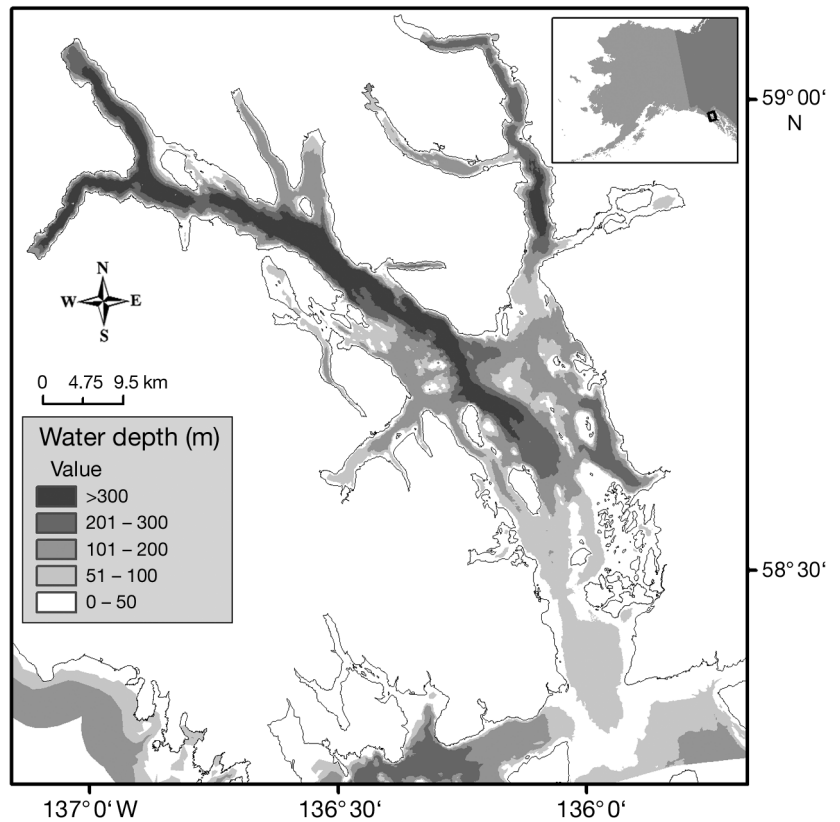 59° 00‘
N
N
W E
S
0 4.75 9.5 km
Water depth (m)
Value
>300
201 – 300
101 – 200
51 – 100
0 – 50
58° 30‘
137° 0‘ W 136° 30‘ 136° 0‘